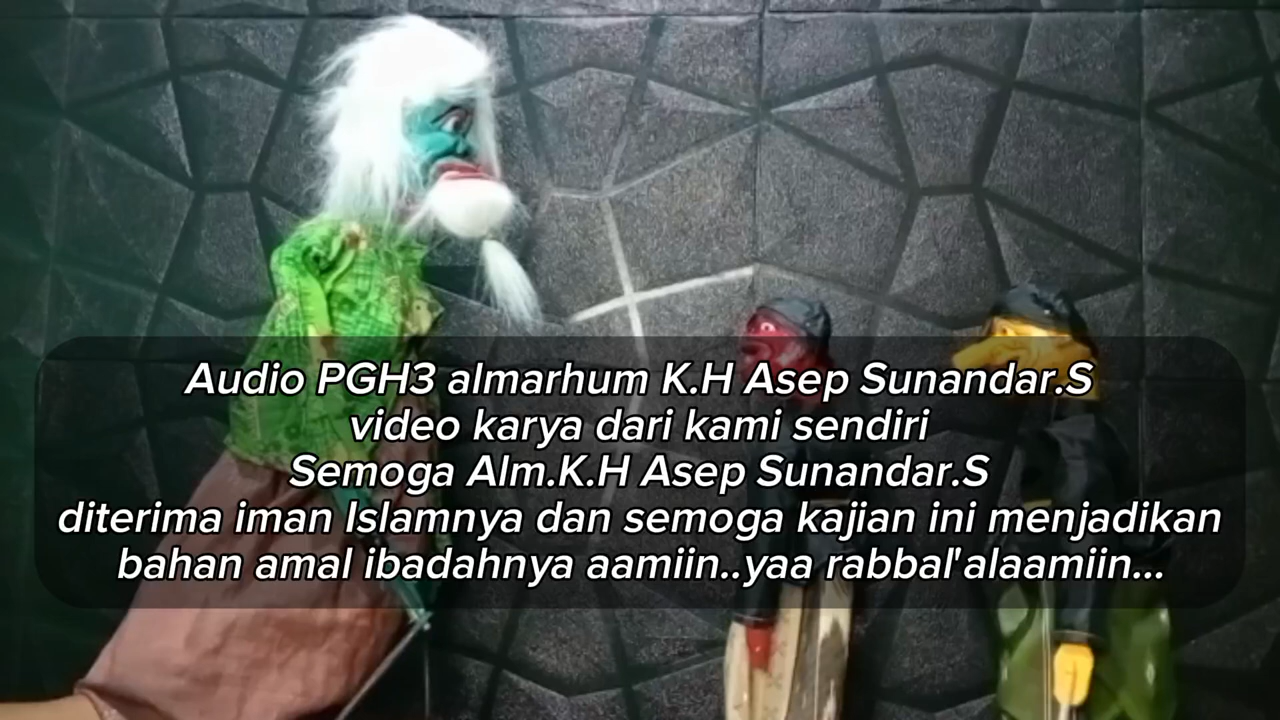 Audio PGH3 almarhum K.H Asep Sunandar.S
video karya dari kami sendiri
Semoga Alm.K.H Asep Sunandar.S
diterima iman Islamnya dan semoga kajian ini menjadikan
bahan amal ibadahnya aamiin..yaa rabbal'alaamiin...